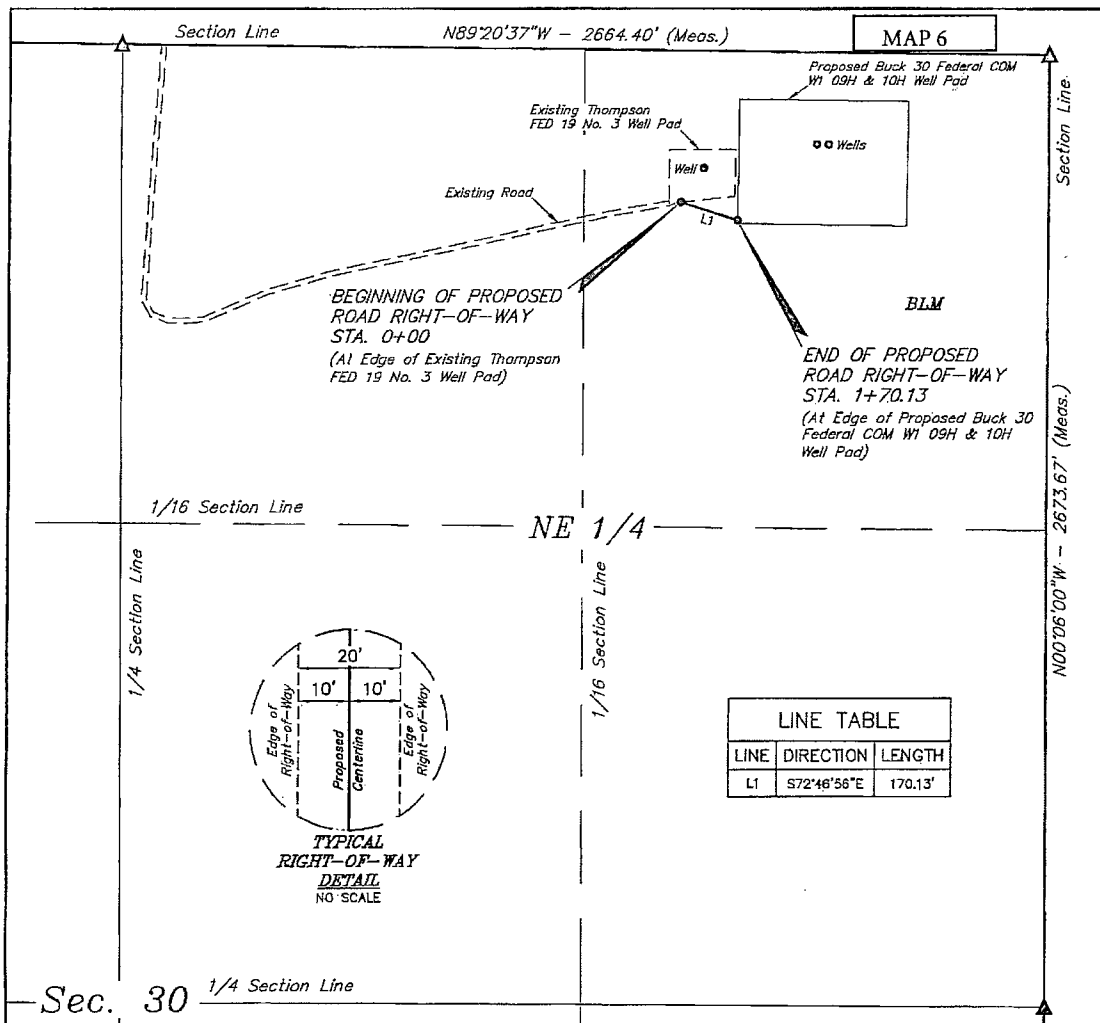 Section Line
N89°20'37"W - 2664.40' (Meas.)
MAP 6
Proposed Buck 30 Federal COM
W1 09H & 10H Well Pad
Existing Thompson
FED 19 No. 3 Well Pad
Wells
Well
Section Line
Existing Road
L1
BEGINNING OF PROPOSED
ROAD RIGHT-OF-WAY
STA. 0+00
(At Edge of Existing Thompson
FED 19 No. 3 Well Pad)
BLM
END OF PROPOSED
ROAD RIGHT-OF-WAY
STA. 1+70.13
(At Edge of Proposed Buck 30
Federal COM W1 09H & 10H
Well Pad)
N00°06'00"W - 2673.67' (Meas.)
1/16 Section Line
NE 1/4
1/4 Section Line
1/16 Section Line
20'
10'
10'
Edge of
Right-of-Way
Proposed
Centerline
Edge of
Right-of-Way
TYPICAL
RIGHT-OF-WAY
DETAIL
NO SCALE
LINE TABLE
LINE DIRECTION LENGTH
L1 S72°46'56"E 170.13'
Sec. 30
1/4 Section Line